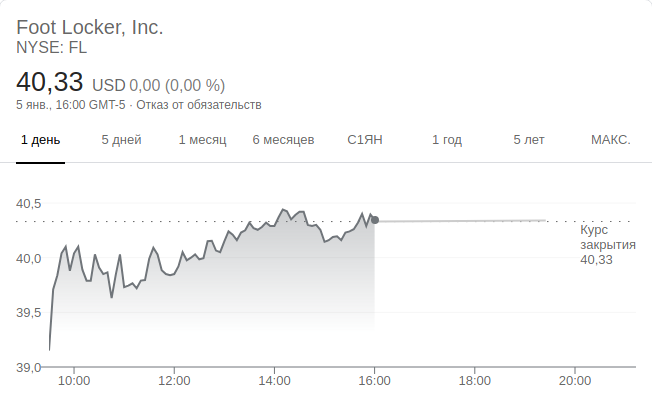 Foot Locker, Inc.
NYSE: FL
40,33 USD 0,00 (0,00 %)
5 янв., 16:00 GMT-5 · Отказ от обязательств
1 день 5 дней 1 месяц 6 месяцев С1ЯН 1 год 5 лет МАКС.
40,5
Курс
закрытия
40,33
40,0
39,5
39,0
10:00 12:00 14:00 16:00 18:00 20:00